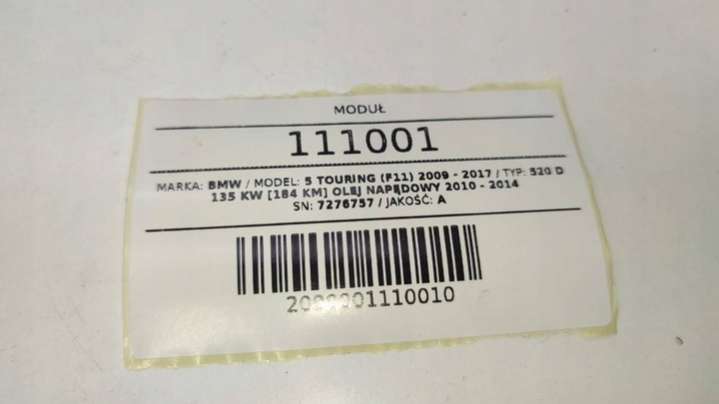 MODUŁ
111001
MARKA: BMW / MODEL: 5 TOURING (F11) 2009 - 2017 / TYP: 520 D
135 KW [184 KM] OLEJ NAPĘDOWY 2010 - 2014
SN: 7276757 / JAKOŚĆ: A